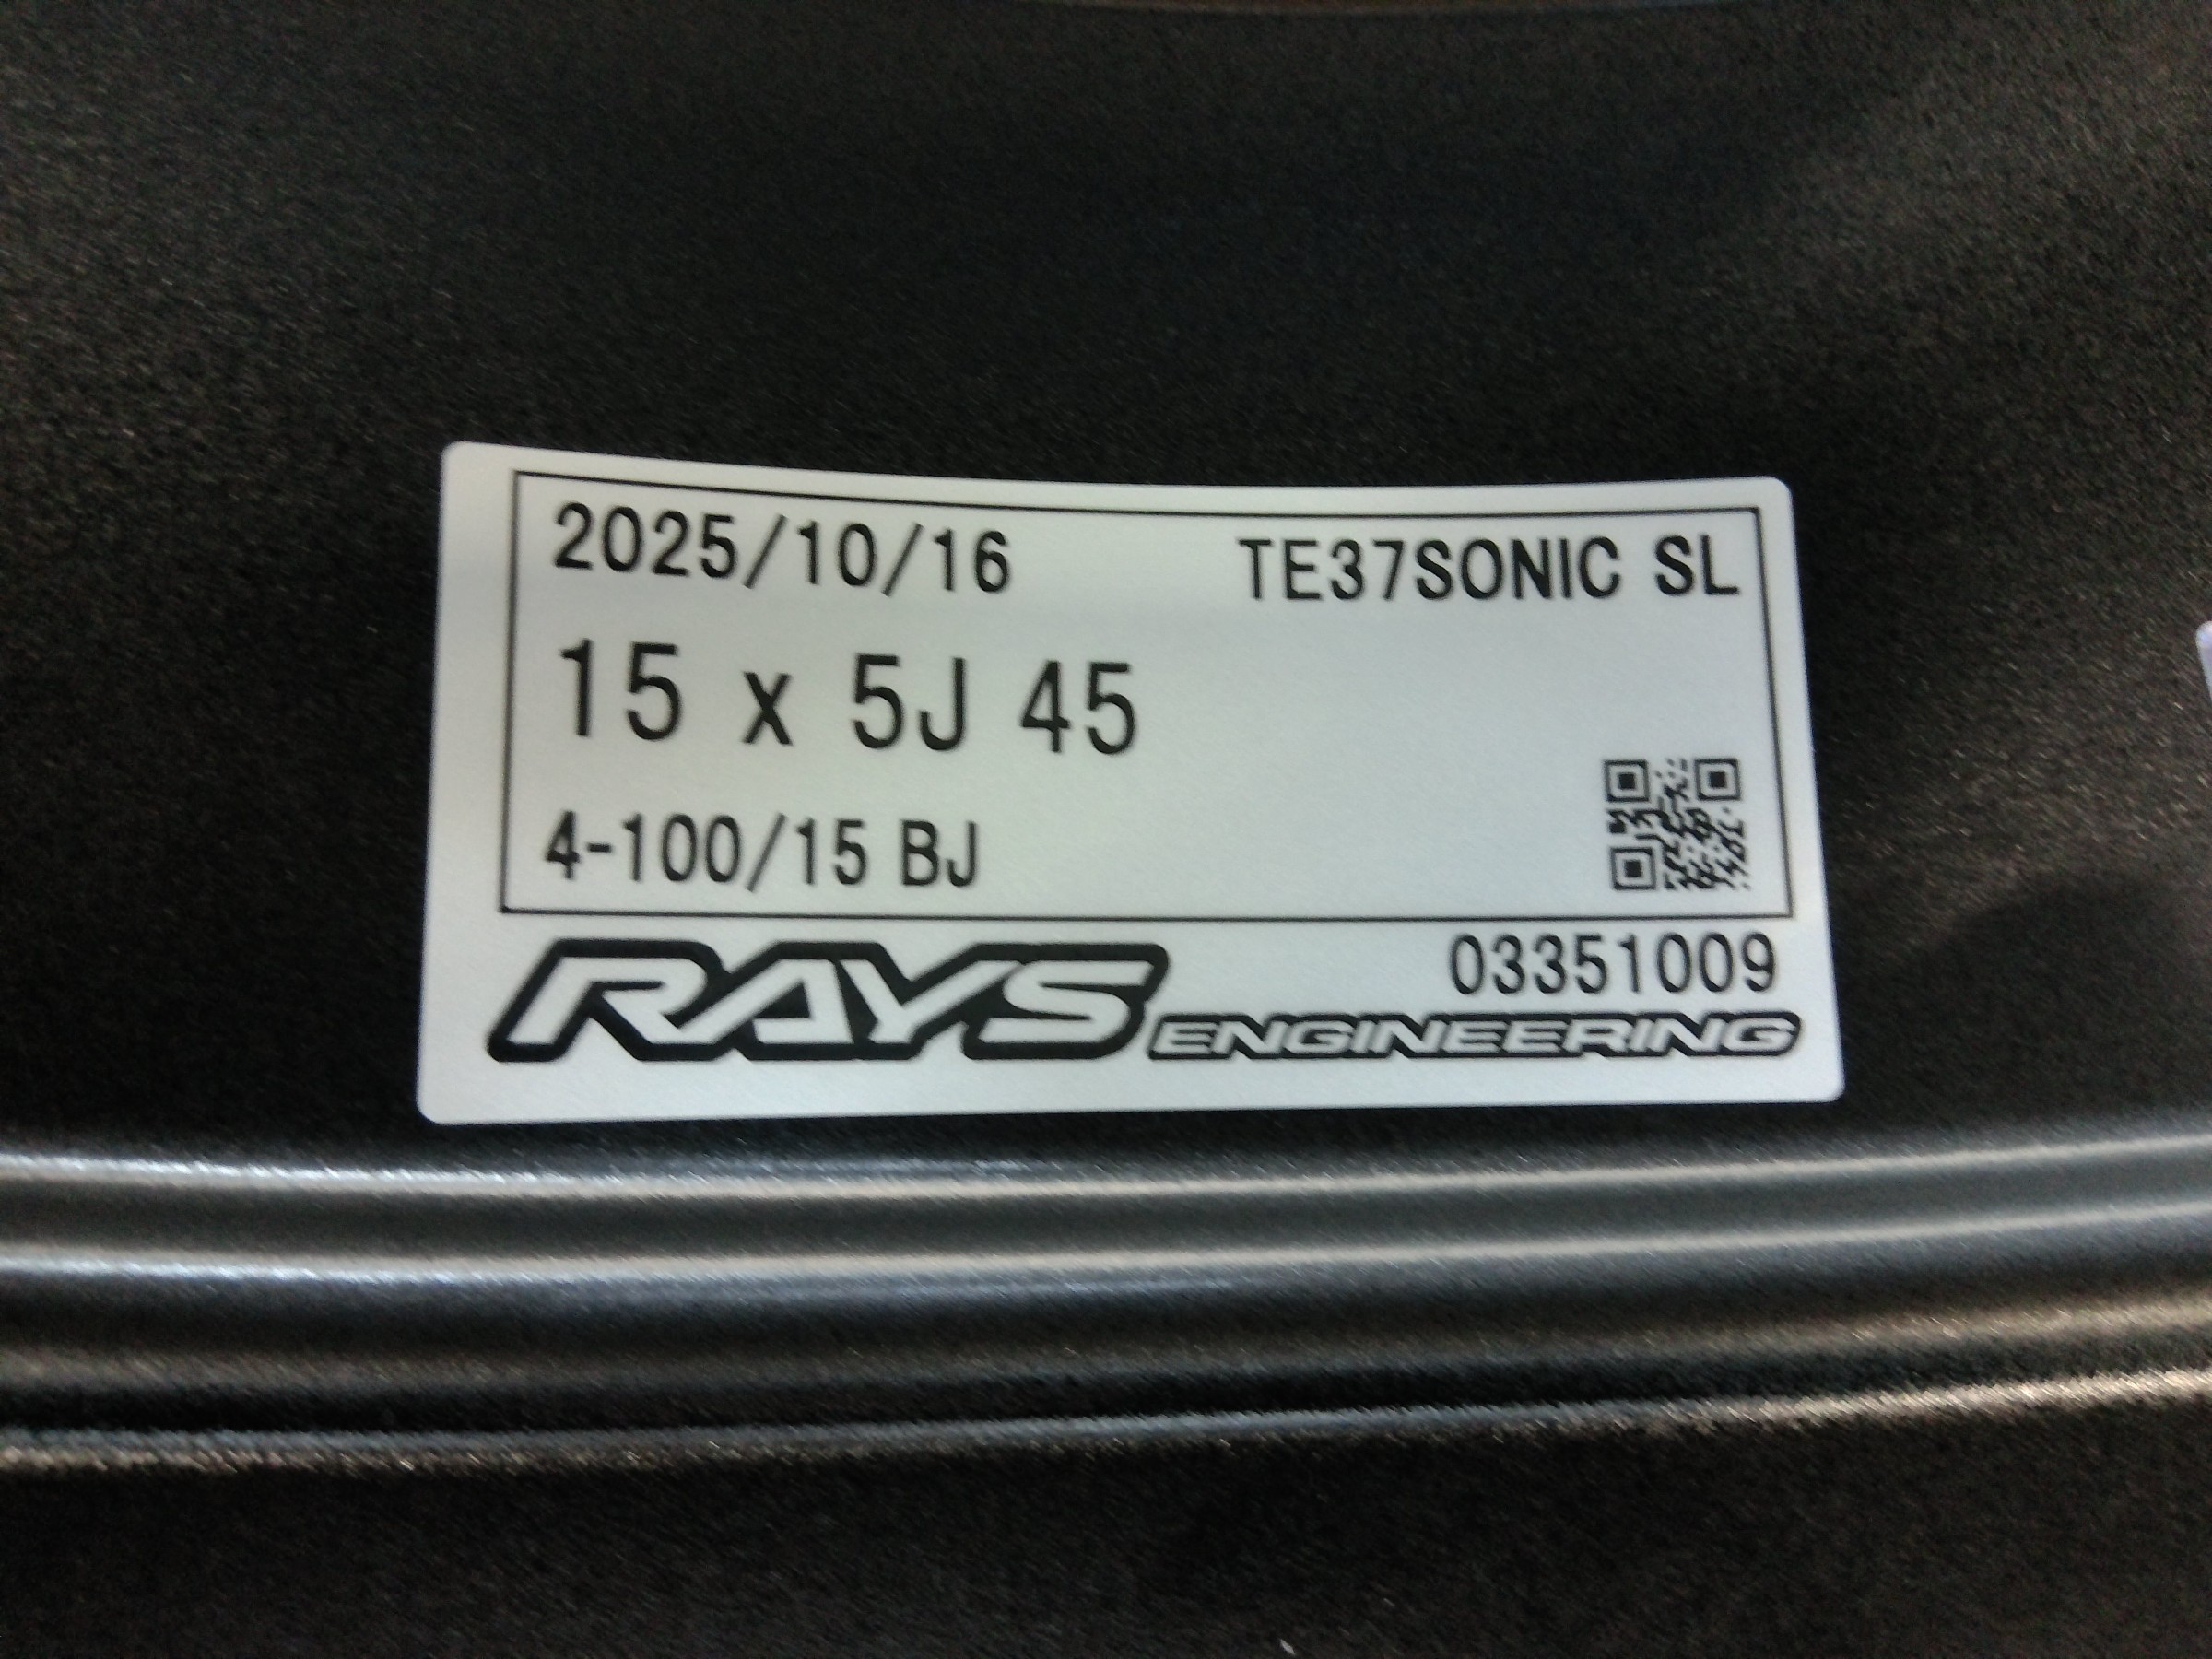 2025/10/16 TE37SONIC SL
15 x 5J 45
4-100/15 BJ
03351009
RAYS ENGINEERING